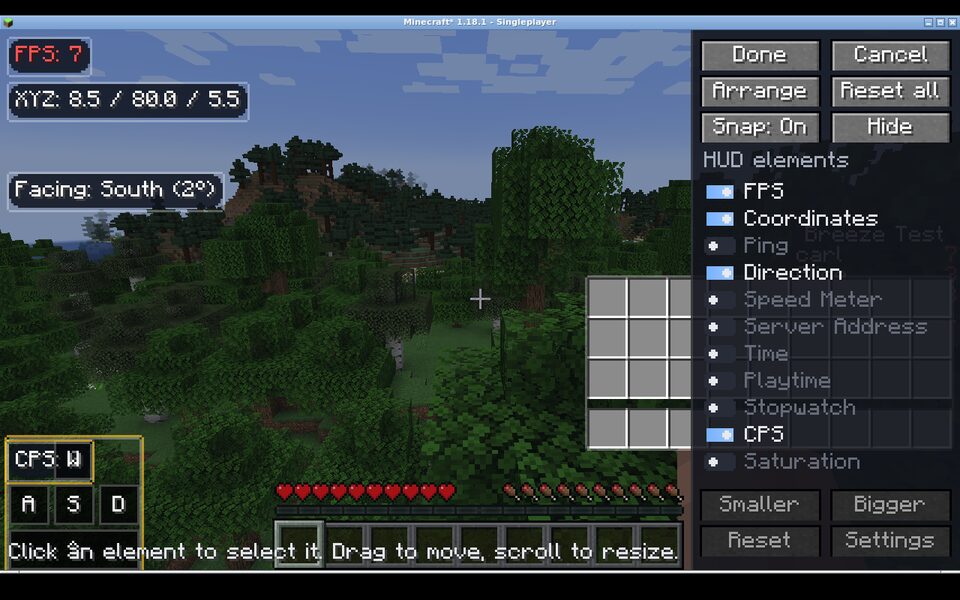 Minecraft* 1.18.1 - Singleplayer
FPS: 7
XYZ: 8.5 / 80.0 / 5.5
Facing: South (2°)
Done
Cancel
Arrange
Reset all
Snap: On
Hide
HUD elements
FPS
Coordinates
Ping
Direction
Speed Meter
Server Address
Time
Playtime
Stopwatch
CPS
Saturation
Breeze Test
carl
Smaller
Bigger
Reset
Settings
CPS: W
A S D
Click an element to select it. Drag to move, scroll to resize.